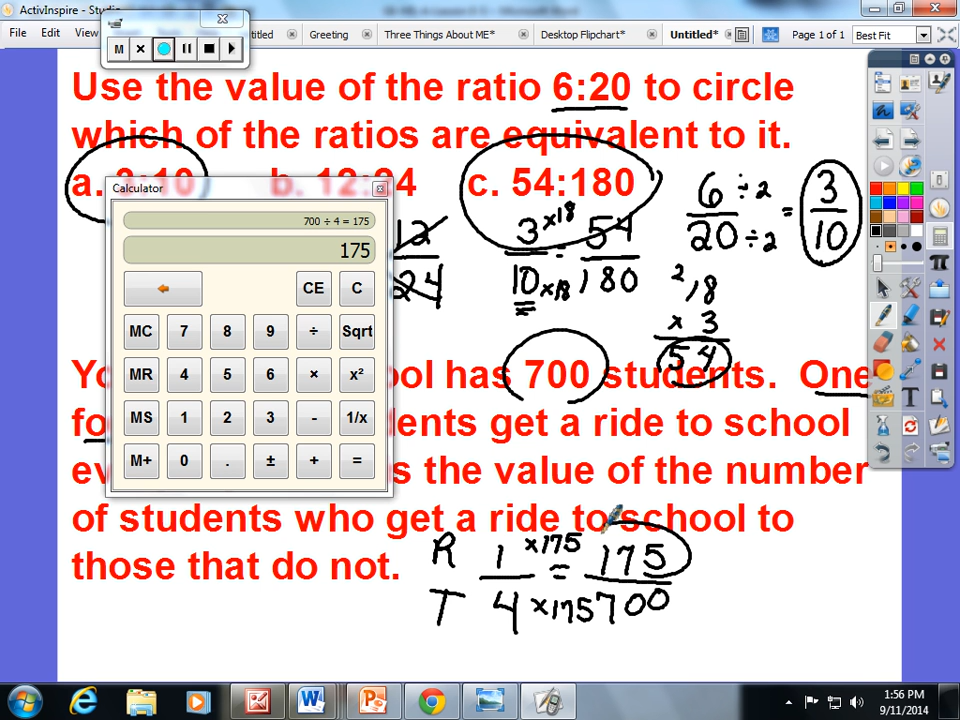 ActivInspire - Studio
File Edit
ntitled Greeting Three Things About ME* Desktop Flipchart* Untitled* Page 1 of 1 Best Fit
M
Use the value of the ratio 6:20 to circle
which of the ratios are equivalent to it.
a. 3:10 b. 12:24 c. 54:180
6 ÷2 = 3
20 ÷2 10
12
24
3 ×18 = 54
10 ×18 180
2
18
× 3
54
Calculator
700 ÷ 4 = 175
175
CE C
MC 7 8 9 ÷ Sqrt
MR 4 5 6 × x²
MS 1 2 3 - 1/x
M+ 0 . ± + =
ool has 700 students. One
fo dents get a ride to school
ev s the value of the number
of students who get a ride to school to
those that do not.
R 1 ×175 = 175
T 4 ×175 700
1:56 PM
9/11/2014